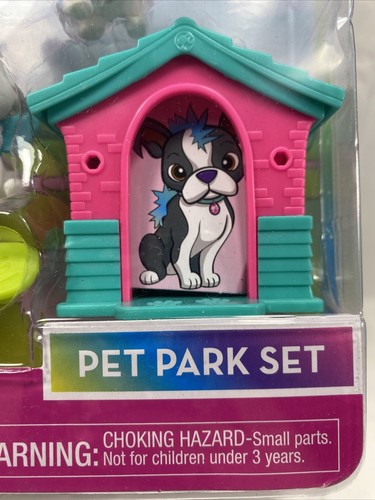 PET PARK SET
ARNING: CHOKING HAZARD-Small parts.
Not for children under 3 years.